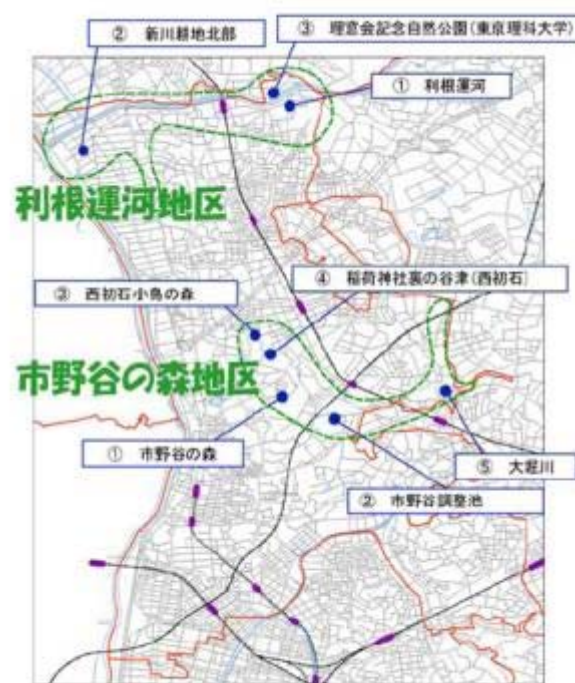 ② 新川耕地北部
③ 理窓会記念自然公園(東京理科大学)
① 利根運河
利根運河地区
④ 稲荷神社裏の谷津(西初石)
③ 西初石小鳥の森
市野谷の森地区
① 市野谷の森
⑤ 大堀川
② 市野谷調整池